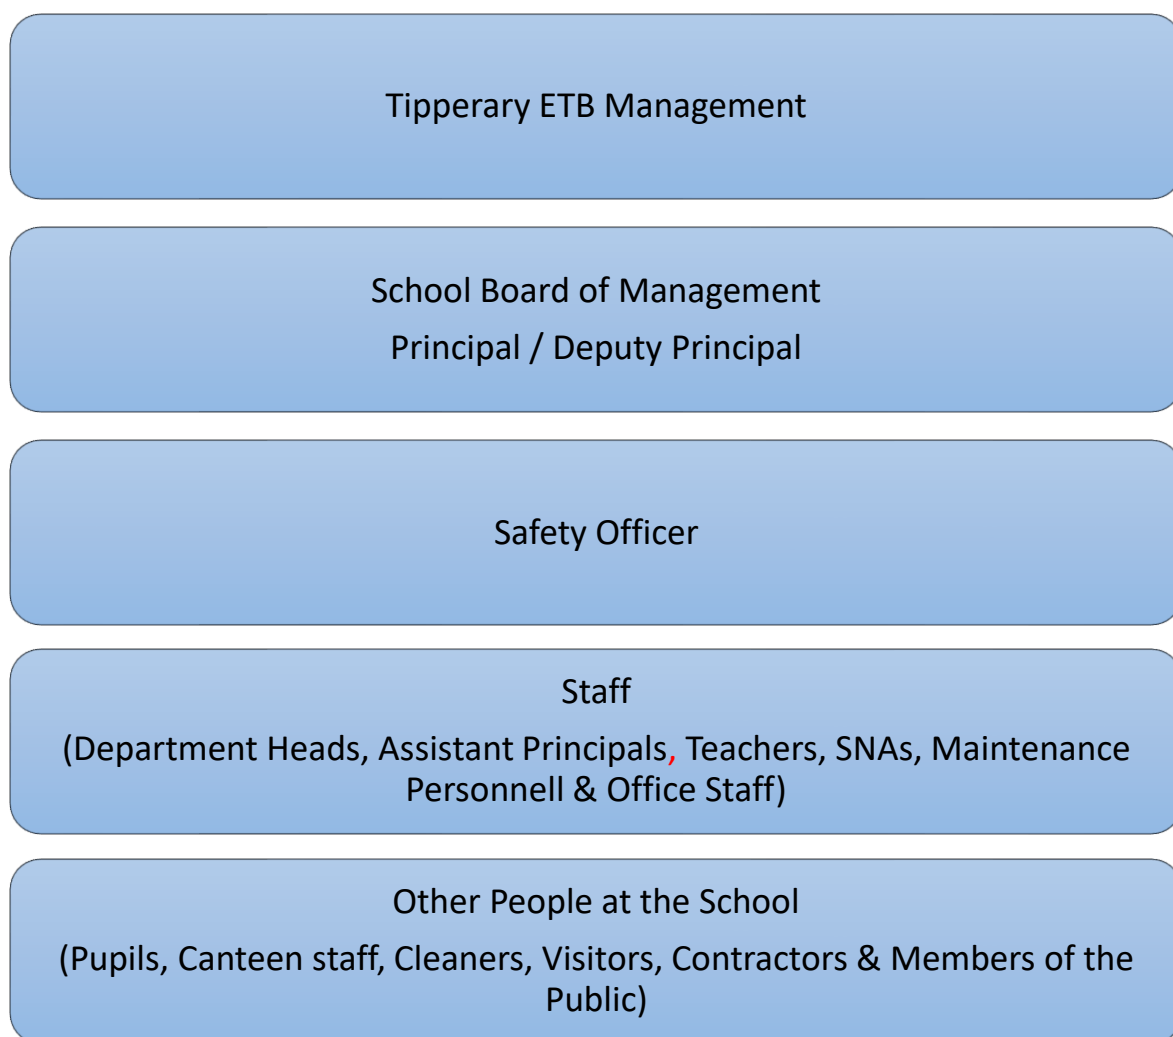 Tipperary ETB Management
School Board of Management
Principal / Deputy Principal
Safety Officer
Staff
(Department Heads, Assistant Principals, Teachers, SNAs, Maintenance
Personnell & Office Staff)
Other People at the School
(Pupils, Canteen staff, Cleaners, Visitors, Contractors & Members of the
Public)